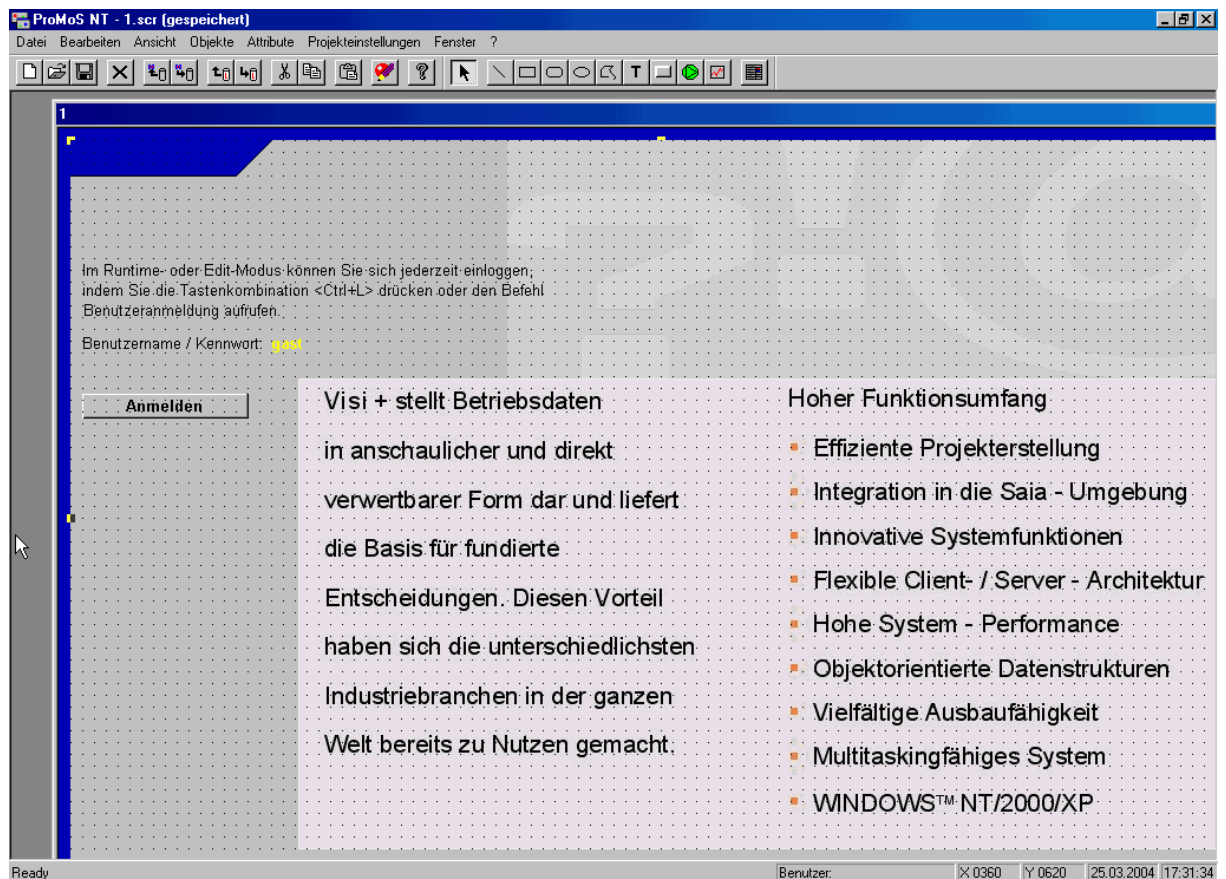 ProMoS NT - 1.scr (gespeichert)
Datei Bearbeiten Ansicht Objekte Attribute Projekteinstellungen Fenster ?
T
1
Im Runtime- oder Edit-Modus können Sie sich jederzeit einloggen,
indem Sie die Tastenkombination <Ctrl+L> drücken oder den Befehl
Benutzeranmeldung aufrufen.
Benutzername / Kennwort: gast
Anmelden
Visi + stellt Betriebsdaten
in anschaulicher und direkt
verwertbarer Form dar und liefert
die Basis für fundierte
Entscheidungen. Diesen Vorteil
haben sich die unterschiedlichsten
Industriebranchen in der ganzen
Welt bereits zu Nutzen gemacht.
Hoher Funktionsumfang
Effiziente Projekterstellung
Integration in die Saia - Umgebung
Innovative Systemfunktionen
Flexible Client- / Server - Architektur
Hohe System - Performance
Objektorientierte Datenstrukturen
Vielfältige Ausbaufähigkeit
Multitaskingfähiges System
WINDOWS™ NT/2000/XP
Ready Benutzer: X 0360 Y 0620 25.03.2004 17:31:34